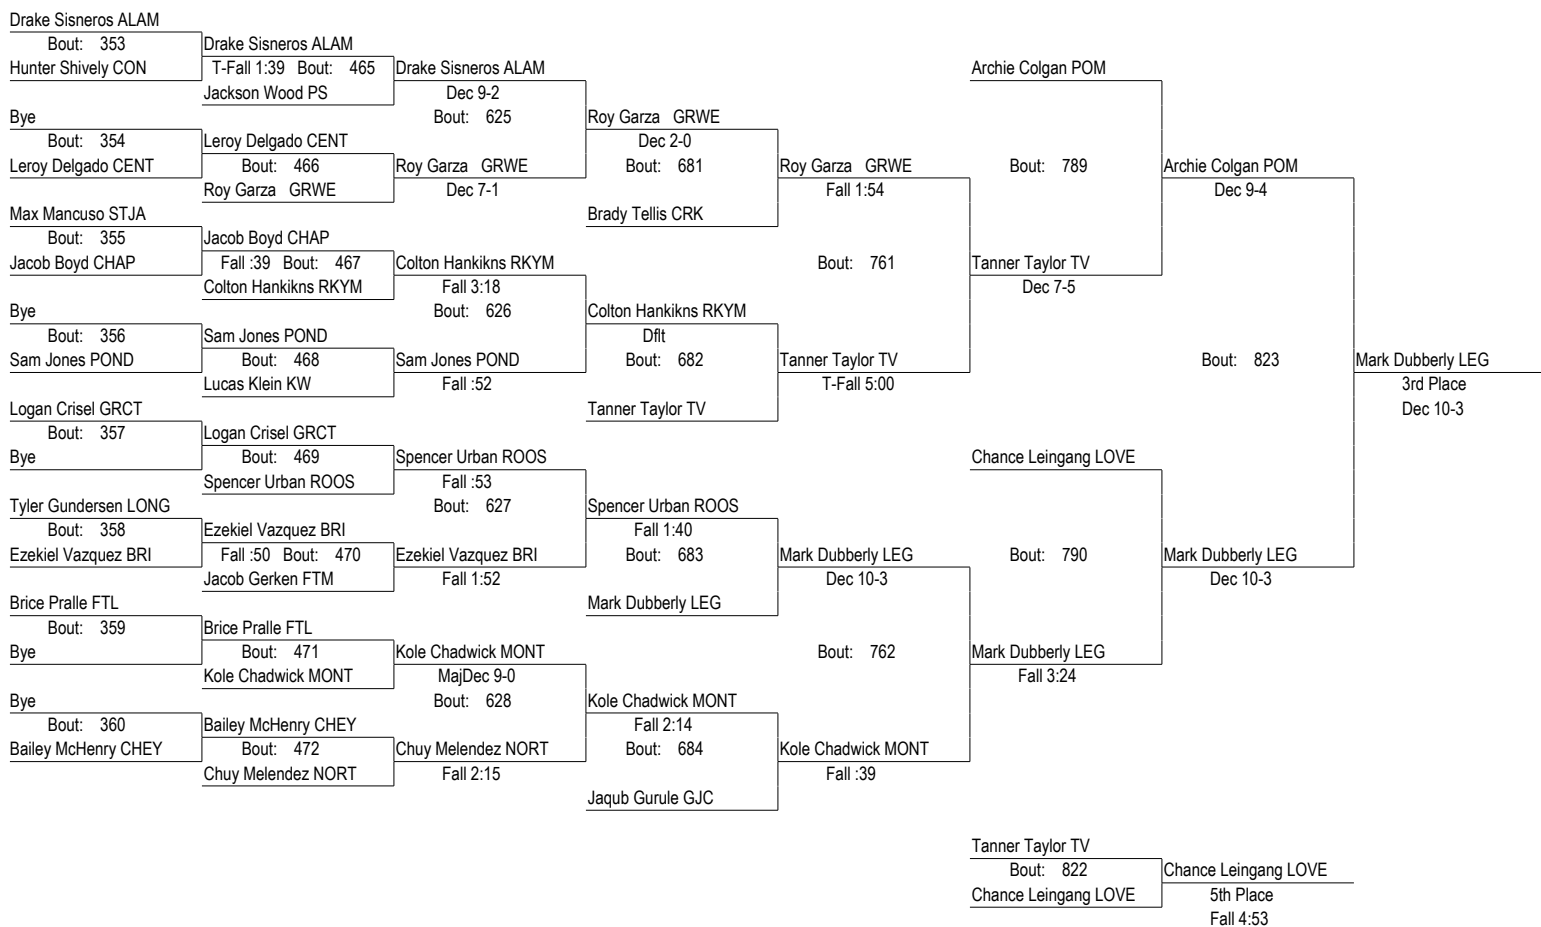 Drake Sisneros ALAM
Bout: 353 Drake Sisneros ALAM
Hunter Shively CON T-Fall 1:39 Bout: 465 Drake Sisneros ALAM Archie Colgan POM
Jackson Wood PS Dec 9-2
Bye Bout: 625 Roy Garza GRWE
Bout: 354 Leroy Delgado CENT Dec 2-0
Leroy Delgado CENT Bout: 466 Roy Garza GRWE Bout: 681 Roy Garza GRWE Bout: 789 Archie Colgan POM
Roy Garza GRWE Dec 7-1 Fall 1:54 Dec 9-4
Max Mancuso STJA Brady Tellis CRK
Bout: 355 Jacob Boyd CHAP
Jacob Boyd CHAP Fall :39 Bout: 467 Colton Hankikns RKYM Bout: 761 Tanner Taylor TV
Colton Hankikns RKYM Fall 3:18 Dec 7-5
Bye Bout: 626 Colton Hankikns RKYM
Bout: 356 Sam Jones POND Dflt
Sam Jones POND Bout: 468 Sam Jones POND Bout: 682 Tanner Taylor TV Bout: 823 Mark Dubberly LEG
Lucas Klein KW Fall :52 T-Fall 5:00 3rd Place
Logan Crisel GRCT Tanner Taylor TV Dec 10-3
Bout: 357 Logan Crisel GRCT
Bye Bout: 469 Spencer Urban ROOS Chance Leingang LOVE
Spencer Urban ROOS Fall :53
Tyler Gundersen LONG Bout: 627 Spencer Urban ROOS
Bout: 358 Ezekiel Vazquez BRI Fall 1:40
Ezekiel Vazquez BRI Fall :50 Bout: 470 Ezekiel Vazquez BRI Bout: 683 Mark Dubberly LEG Bout: 790 Mark Dubberly LEG
Jacob Gerken FTM Fall 1:52 Dec 10-3 Dec 10-3
Brice Pralle FTL Mark Dubberly LEG
Bout: 359 Brice Pralle FTL
Bye Bout: 471 Kole Chadwick MONT Bout: 762 Mark Dubberly LEG
Kole Chadwick MONT MajDec 9-0 Fall 3:24
Bye Bout: 628 Kole Chadwick MONT
Bout: 360 Bailey McHenry CHEY Fall 2:14
Bailey McHenry CHEY Bout: 472 Chuy Melendez NORT Bout: 684 Kole Chadwick MONT
Chuy Melendez NORT Fall 2:15 Fall :39
Jaqub Gurule GJC
Tanner Taylor TV
Bout: 822 Chance Leingang LOVE
Chance Leingang LOVE 5th Place
Fall 4:53